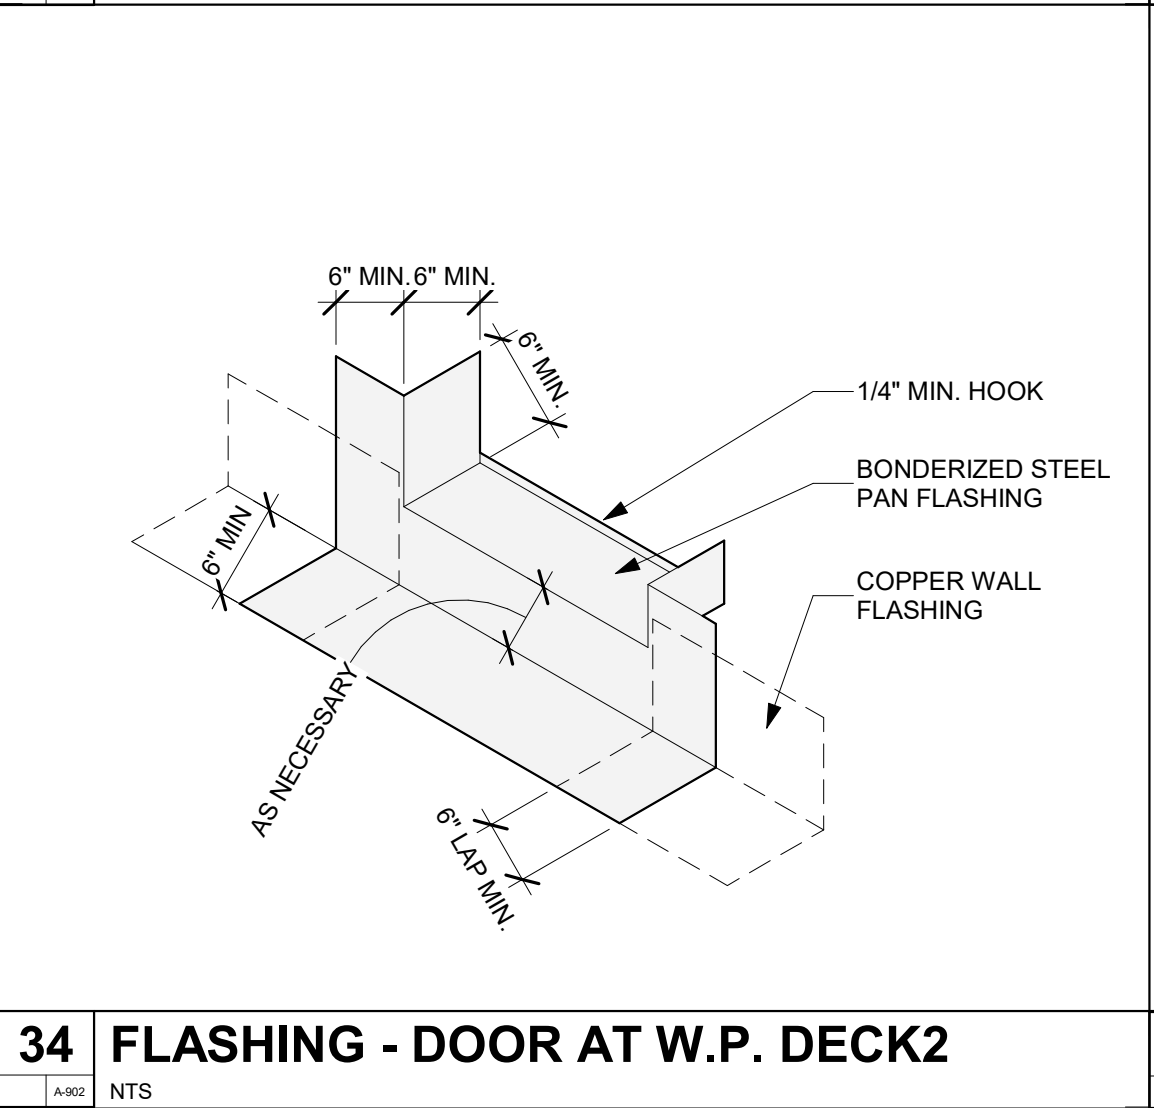 6" MIN. 6" MIN.
6" MIN.
1/4" MIN. HOOK
BONDERIZED STEEL
PAN FLASHING
6" MIN
COPPER WALL
FLASHING
AS NECESSARY
6" LAP MIN.
34 FLASHING - DOOR AT W.P. DECK2
A-902 NTS